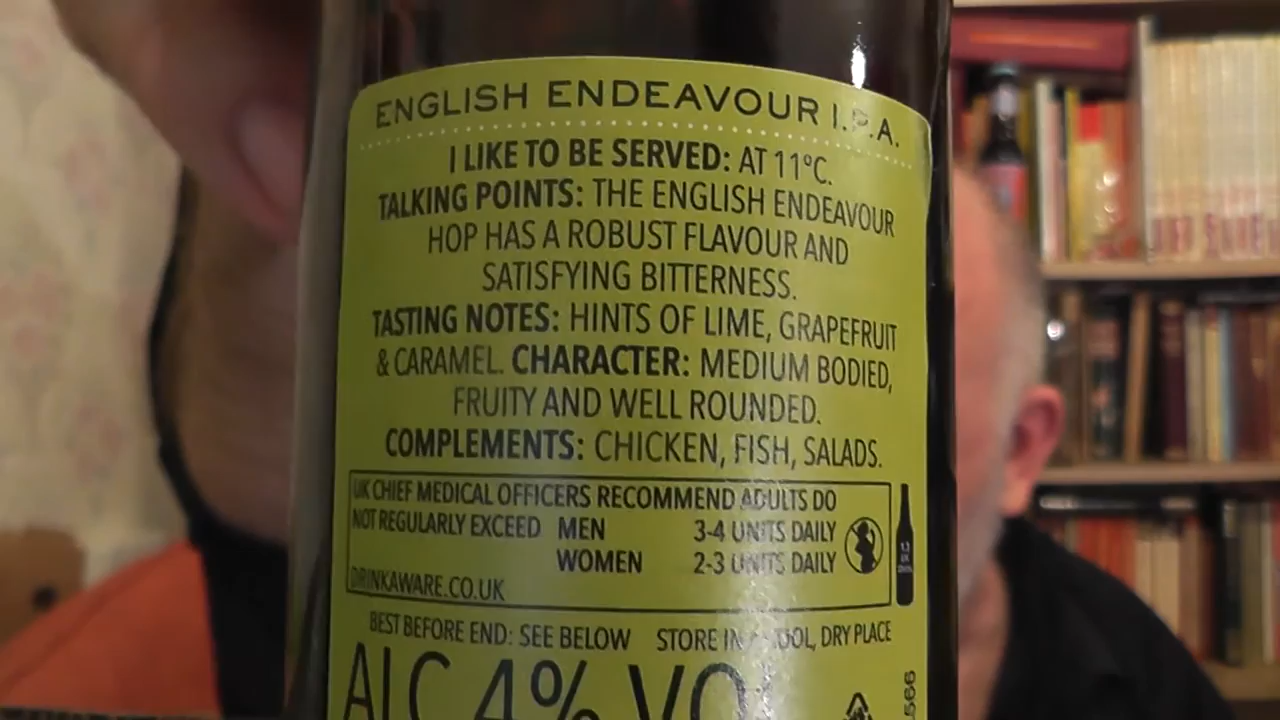 ENGLISH ENDEAVOUR I.P.A.
I LIKE TO BE SERVED: AT 11°C.
TALKING POINTS: THE ENGLISH ENDEAVOUR
HOP HAS A ROBUST FLAVOUR AND
SATISFYING BITTERNESS.
TASTING NOTES: HINTS OF LIME, GRAPEFRUIT
& CARAMEL. CHARACTER: MEDIUM BODIED,
FRUITY AND WELL ROUNDED.
COMPLEMENTS: CHICKEN, FISH, SALADS.
UK CHIEF MEDICAL OFFICERS RECOMMEND ADULTS DO
NOT REGULARLY EXCEED MEN 3-4 UNITS DAILY
WOMEN 2-3 UNITS DAILY
DRINKAWARE.CO.UK
BEST BEFORE END: SEE BELOW STORE IN A COOL, DRY PLACE
ALC 4% VOL